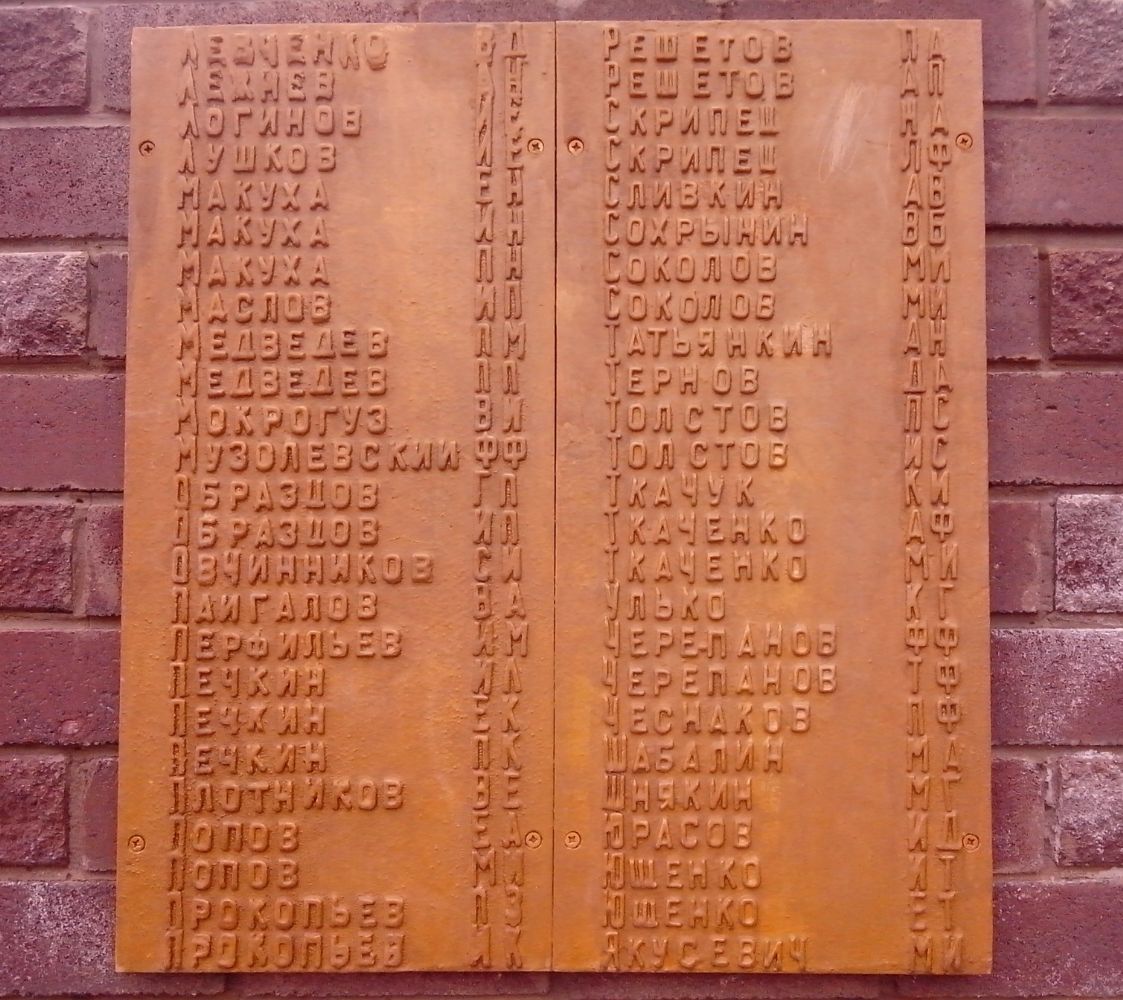 ЛЕВЧЕНКО В Д
ЛЕХНЕВ
ЛОГИНОВ И
ЛУШКОВ И Е
МАКУХА Е Н
МАКУХА И Н
МАКУХА П Н
МАСЛОВ И П
МЕДВЕДЕВ П М
МЕДВЕДЕВ П П
МОКРОГУЗ В И
МУЗОЛЕВСКИЙ Ф Ф
ОБРАЗЦОВ Г П
ОБРАЗЦОВ И П
ОВЧИННИКОВ С И
ПАЙГАЛОВ В А
ПЕРФИЛЬЕВ И М
ПЕЧКИН И Л
ПЕЧКИН Е К
ПЕЧКИН П К
ПЛОТНИКОВ В Е
ПОПОВ Е А
ПОПОВ М И
ПРОКОПЬЕВ П З
ПРОКОПЬЕВ И К
РЕШЕТОВ П Д
РЕШЕТОВ А П
СКРИПЕЦ Н А
СКРИПЕЦ Л Ф
СЛИВКИН А В
СОХРЫНИН В Б
СОКОЛОВ М И
СОКОЛОВ М И
ТАТЬЯНКИН А Н
ТЕРНОВ Д А
ТОЛСТОВ П С
ТОЛСТОВ И С
ТКАЧУК К И
ТКАЧЕНКО А Ф
ТКАЧЕНКО М И
УЛЬКО К Г
ЧЕРЕПАНОВ Ф Ф
ЧЕРЕПАНОВ Т Ф
ЧЕСНАКОВ П Ф
ШАБАЛИН М Д
ШНЯКИН М Г
ЮРАСОВ И Д
ЮЩЕНКО И Т
ЮЩЕНКО Е Т
ЯКУСЕВИЧ М И